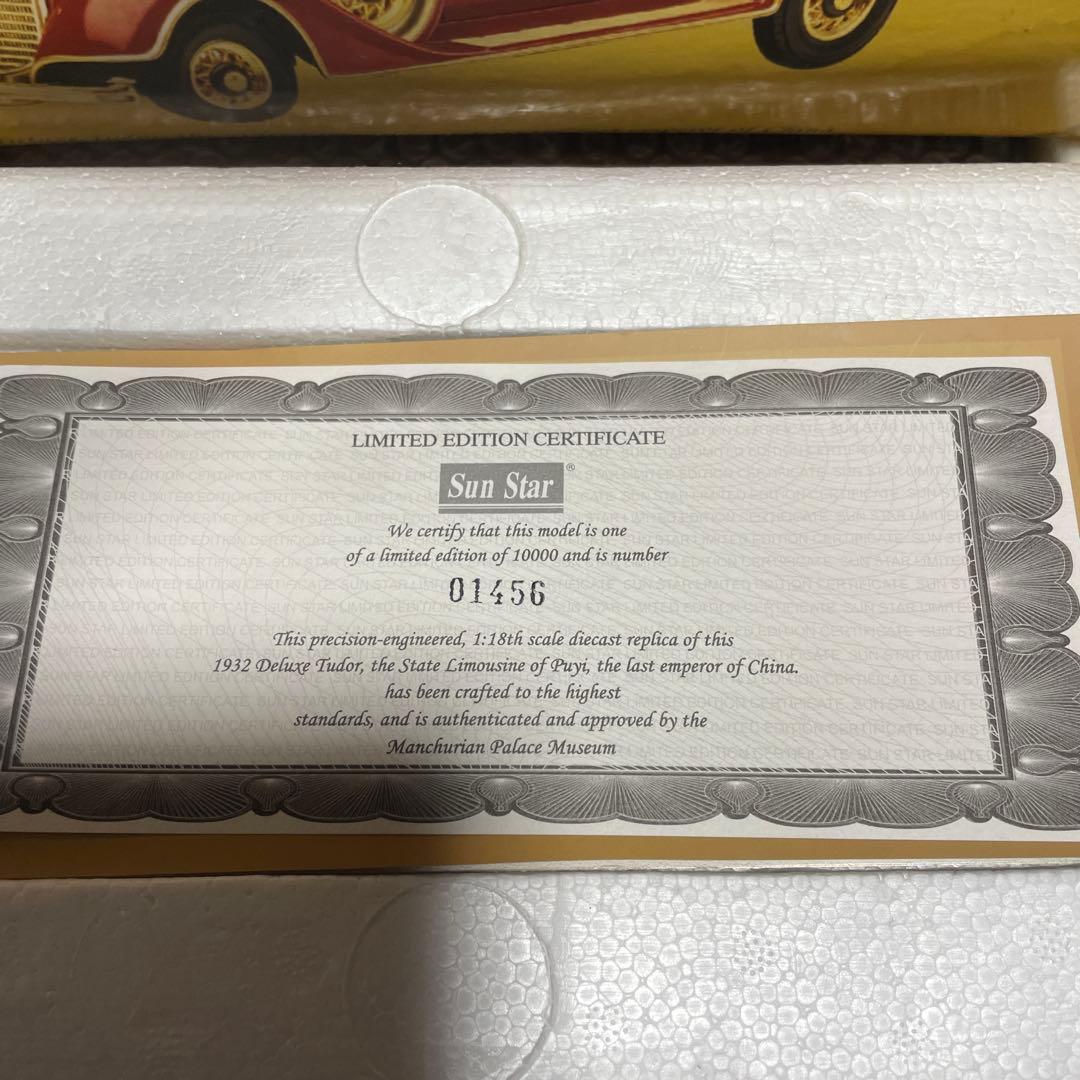 LIMITED EDITION CERTIFICATE
Sun Star®
We certify that this model is one
of a limited edition of 10000 and is number
01456
This precision-engineered, 1:18th scale diecast replica of this
1932 Deluxe Tudor, the State Limousine of Puyi, the last emperor of China.
has been crafted to the highest
standards, and is authenticated and approved by the
Manchurian Palace Museum